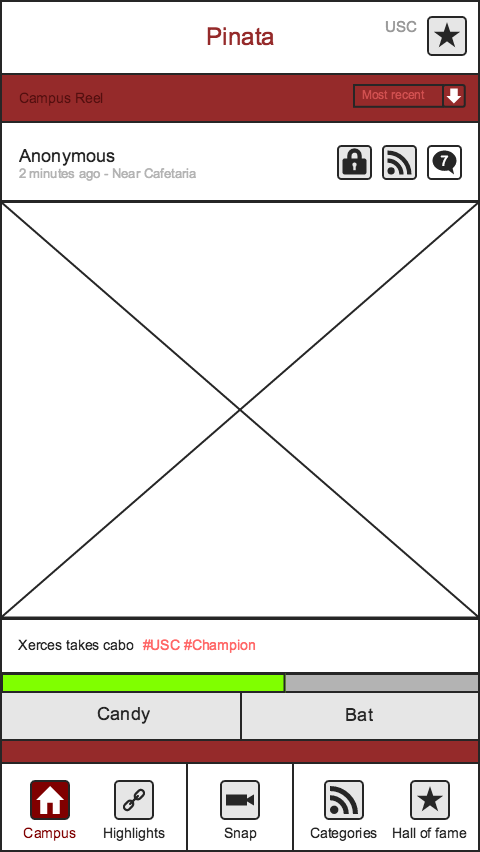 Pinata
USC
Campus Reel
Most recent
Anonymous
2 minutes ago - Near Cafetaria
7
Xerces takes cabo #USC #Champion
Candy
Bat
Campus
Highlights
Snap
Categories
Hall of fame